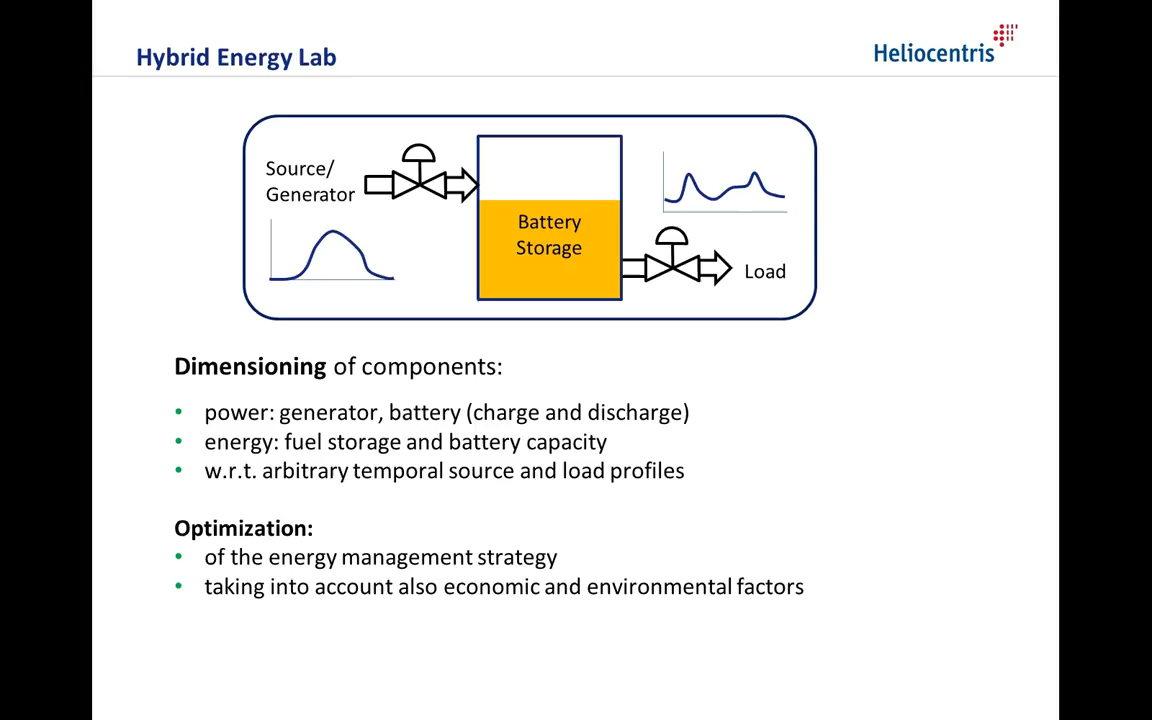 Hybrid Energy Lab
Heliocentris
Source/
Generator
Battery
Storage
Load
Dimensioning of components:
• power: generator, battery (charge and discharge)
• energy: fuel storage and battery capacity
• w.r.t. arbitrary temporal source and load profiles
Optimization:
• of the energy management strategy
• taking into account also economic and environmental factors